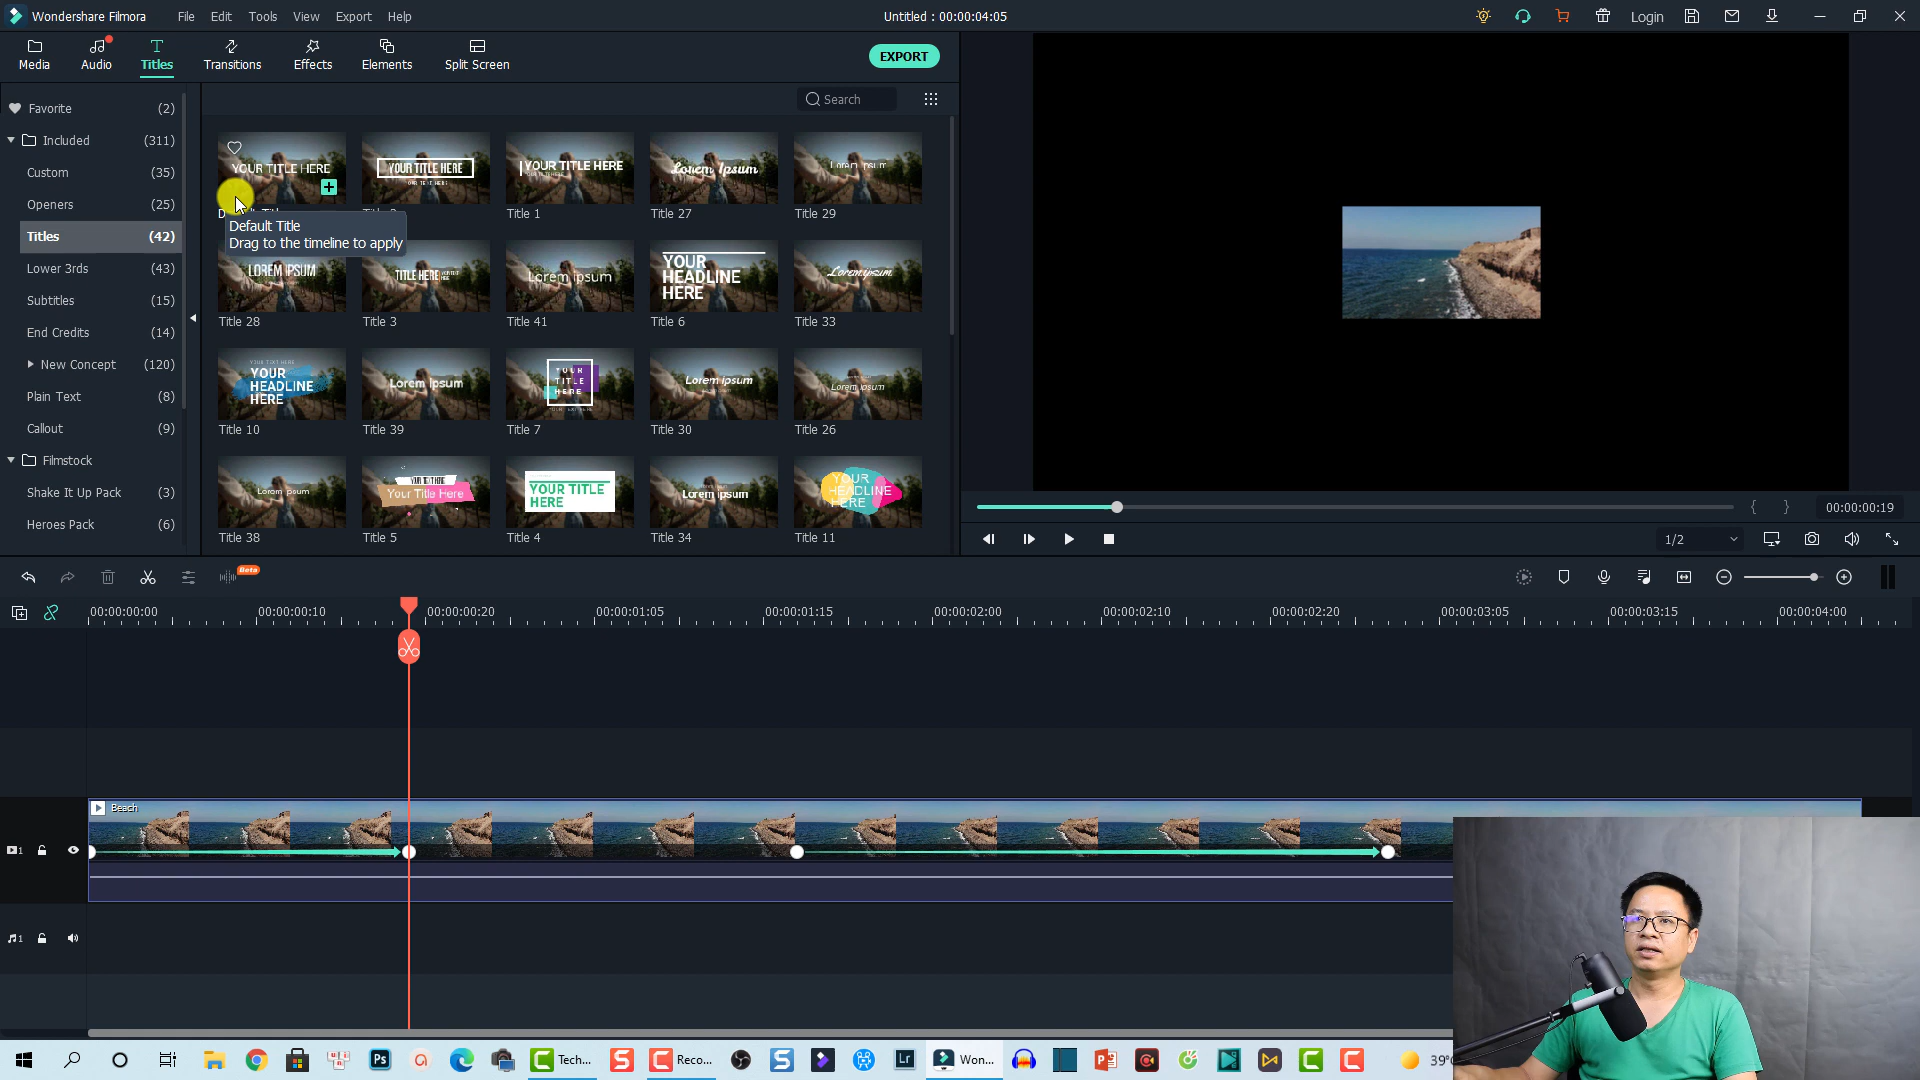 Wondershare Filmora File Edit Tools View Export Help Untitled : 00:00:04:05 Login
Media Audio Titles Transitions Effects Elements Split Screen EXPORT
Search
Favorite (2)
Included (311)
Custom (35)
Openers (25)
Titles (42)
Lower 3rds (43)
Subtitles (15)
End Credits (14)
New Concept (120)
Plain Text (8)
Callout (9)
Filmstock
Shake It Up Pack (3)
Heroes Pack (6)
YOUR TITLE HERE YOUR TITLE HERE YOUR TITLE HERE Lorem Ipsum Lorem Ipsum
Title 1 Title 27 Title 29
Default Title
Drag to the timeline to apply
LOREM IPSUM TITLE HERE Lorem Ipsum YOUR HEADLINE HERE Lorem Ipsum
Title 28 Title 3 Title 41 Title 6 Title 33
YOUR TEXT HERE
YOUR HEADLINE HERE Lorem Ipsum YOUR TITLE HERE Lorem Ipsum Lorem Ipsum
Title 10 Title 39 Title 7 Title 30 Title 26
Lorem Ipsum Your Title Here YOUR TITLE HERE Lorem Ipsum YOUR HEADLINE HERE
Title 38 Title 5 Title 4 Title 34 Title 11
{ } 00:00:00:19
1/2
Beta
00:00:00:00 00:00:00:10 00:00:00:20 00:00:01:05 00:00:01:15 00:00:02:00 00:00:02:10 00:00:02:20 00:00:03:05 00:00:03:15 00:00:04:00
Beach
1
1
Ps Tech... Reco... Lr Won... 39°